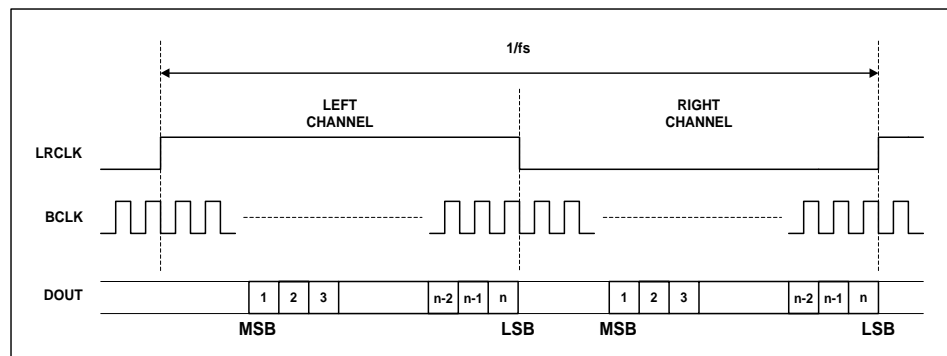 1/fs
LEFT
CHANNEL
RIGHT
CHANNEL
LRCLK
BCLK
DOUT 1 2 3 n-2 n-1 n 1 2 3 n-2 n-1 n
MSB LSB MSB LSB